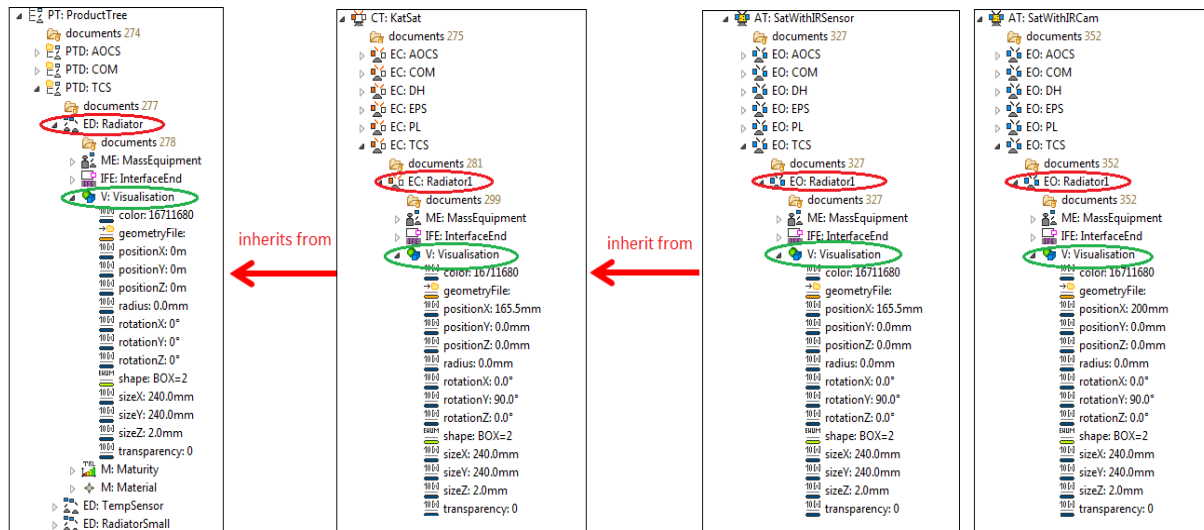 PT: ProductTree
documents 274
PTD: AOCS
PTD: COM
PTD: TCS
documents 277
ED: Radiator
documents 278
ME: MassEquipment
IFE: InterfaceEnd
V: Visualisation
color: 16711680
geometryFile:
positionX: 0m
positionY: 0m
positionZ: 0m
radius: 0.0mm
rotationX: 0°
rotationY: 0°
rotationZ: 0°
shape: BOX=2
sizeX: 240.0mm
sizeY: 240.0mm
sizeZ: 2.0mm
transparency: 0
M: Maturity
M: Material
ED: TempSensor
ED: RadiatorSmall
inherits from
CT: KatSat
documents 275
EC: AOCS
EC: COM
EC: DH
EC: EPS
EC: PL
EC: TCS
documents 281
EC: Radiator1
documents 299
ME: MassEquipment
IFE: InterfaceEnd
V: Visualisation
color: 16711680
geometryFile:
positionX: 165.5mm
positionY: 0.0mm
positionZ: 0.0mm
radius: 0.0mm
rotationX: 0.0°
rotationY: 90.0°
rotationZ: 0.0°
shape: BOX=2
sizeX: 240.0mm
sizeY: 240.0mm
sizeZ: 2.0mm
transparency: 0
inherit from
AT: SatWithIRSensor
documents 327
EO: AOCS
EO: COM
EO: DH
EO: EPS
EO: PL
EO: TCS
documents 327
EO: Radiator1
documents 327
ME: MassEquipment
IFE: InterfaceEnd
V: Visualisation
color: 16711680
geometryFile:
positionX: 165.5mm
positionY: 0.0mm
positionZ: 0.0mm
radius: 0.0mm
rotationX: 0.0°
rotationY: 90.0°
rotationZ: 0.0°
shape: BOX=2
sizeX: 240.0mm
sizeY: 240.0mm
sizeZ: 2.0mm
transparency: 0
AT: SatWithIRCam
documents 352
EO: AOCS
EO: COM
EO: DH
EO: EPS
EO: PL
EO: TCS
documents 352
EO: Radiator1
documents 352
ME: MassEquipment
IFE: InterfaceEnd
V: Visualisation
color: 16711680
geometryFile:
positionX: 200mm
positionY: 0.0mm
positionZ: 0.0mm
radius: 0.0mm
rotationX: 0.0°
rotationY: 90.0°
rotationZ: 0.0°
shape: BOX=2
sizeX: 240.0mm
sizeY: 240.0mm
sizeZ: 2.0mm
transparency: 0